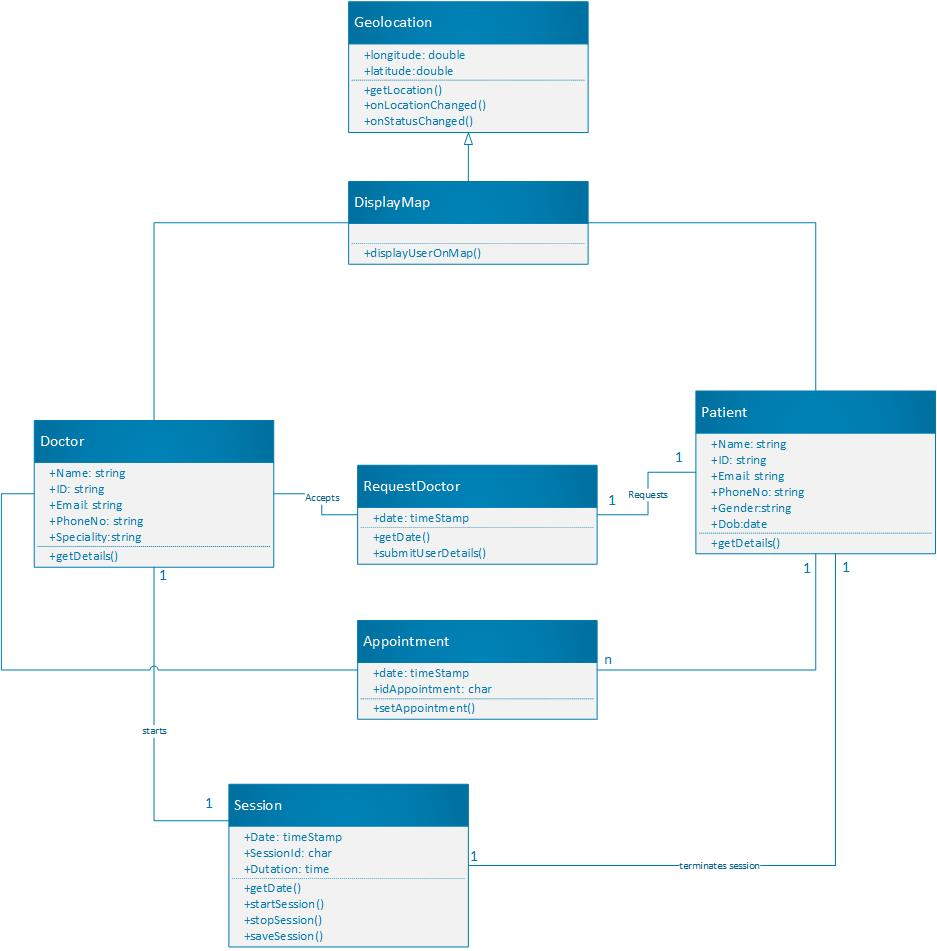 Geolocation
+longitude: double
+latitude:double
+getLocation()
+onLocationChanged()
+onStatusChanged()
DisplayMap
+displayUserOnMap()
Doctor
+Name: string
+ID: string
+Email: string
+PhoneNo: string
+Speciality:string
+getDetails()
1
Accepts
RequestDoctor
+date: timeStamp
+getDate()
+submitUserDetails()
1
Requests
1
Patient
+Name: string
+ID: string
+Email: string
+PhoneNo: string
+Gender:string
+Dob:date
+getDetails()
1
1
Appointment
+date: timeStamp
+idAppointment: char
+setAppointment()
n
starts
1
Session
+Date: timeStamp
+SessionId: char
+Dutation: time
+getDate()
+startSession()
+stopSession()
+saveSession()
1
terminates session